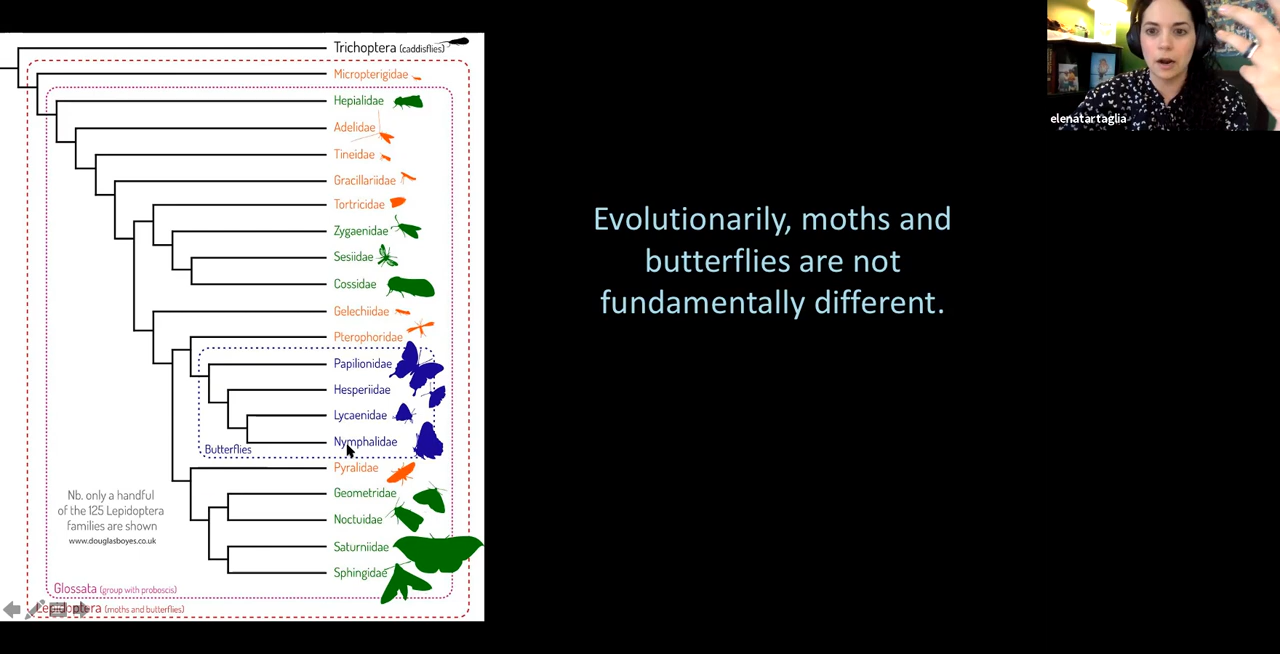 Trichoptera (caddisflies)
Micropterigidae
Hepialidae
Adelidae
Tineidae
Gracillariidae
Tortricidae
Zygaenidae
Sesiidae
Cossidae
Gelechiidae
Pterophoridae
Papilionidae
Hesperiidae
Lycaenidae
Nymphalidae
Butterflies
Pyralidae
Geometridae
Noctuidae
Saturniidae
Sphingidae
Nb. only a handful
of the 125 Lepidoptera
families are shown
www.douglasboyes.co.uk
Glossata (group with proboscis)
Lepidoptera (moths and butterflies)
Evolutionarily, moths and
butterflies are not
fundamentally different.
elenatartaglia